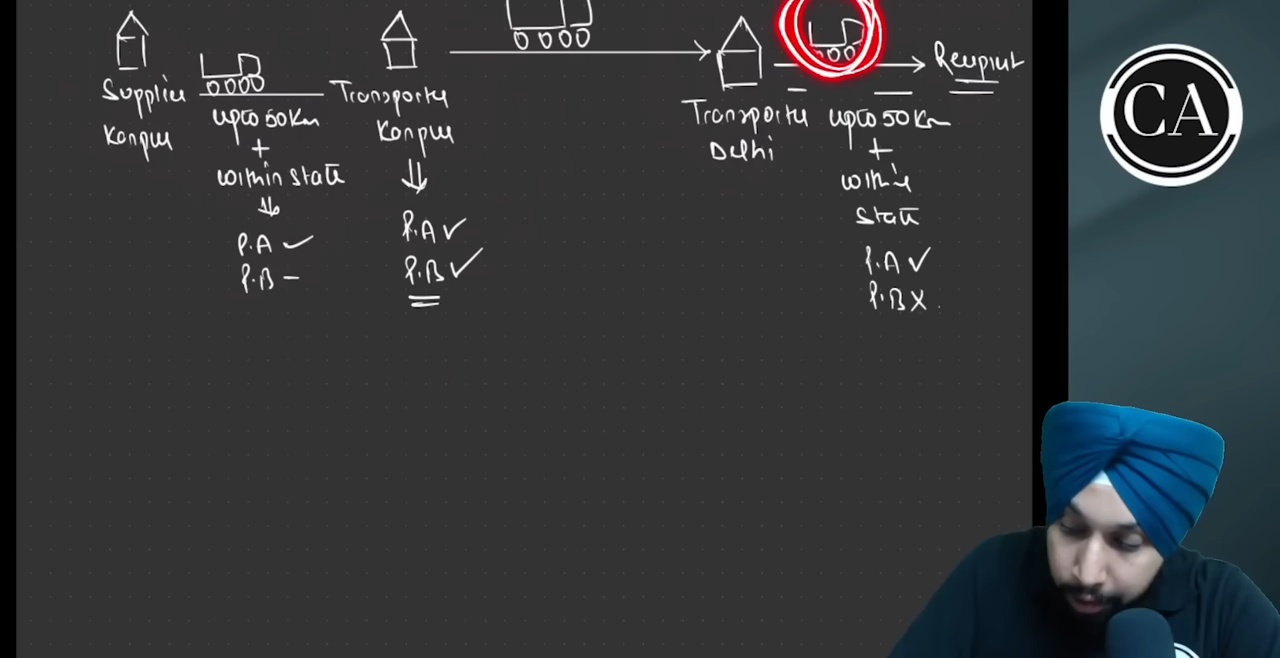 Supplier
Kanpur
upto 50 Km
+
within state
P.A ✓
P.B –
Transporter
Kanpur
P.A ✓
P.B ✓
Transporter
Delhi
upto 50 Km
+
within
state
P.A ✓
P.B X
Recipient
CA